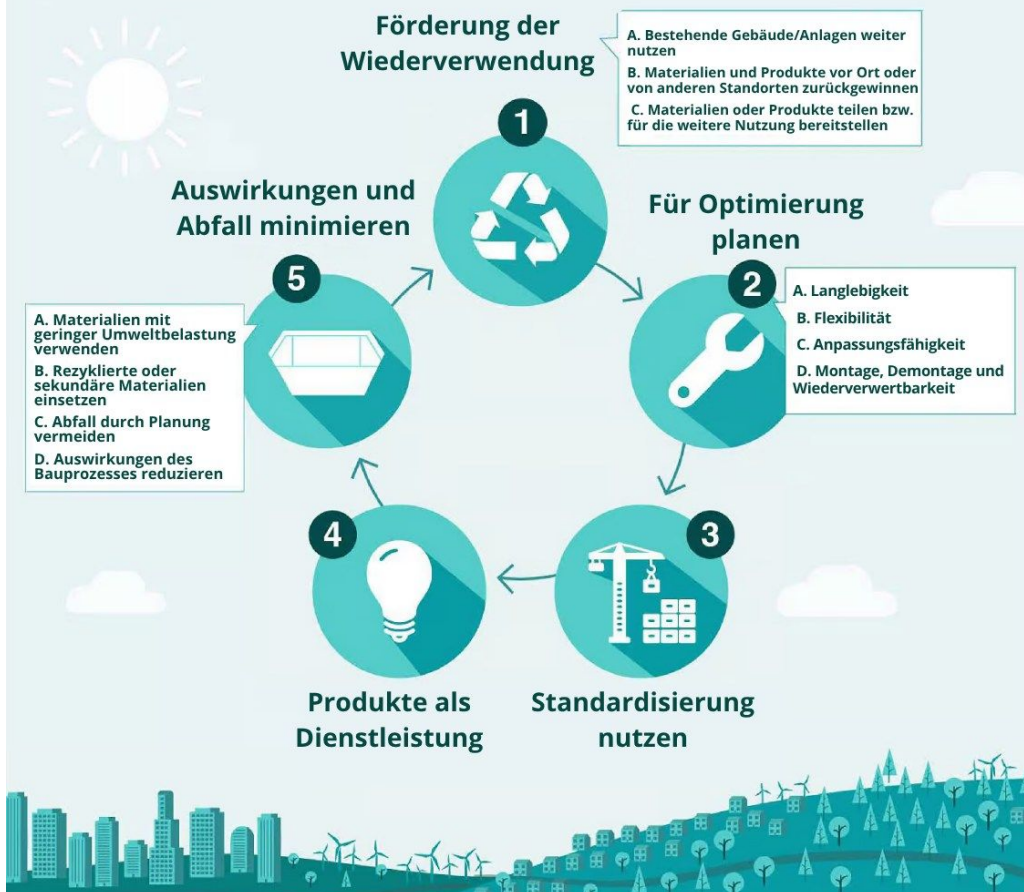 Förderung der
Wiederverwendung
A. Bestehende Gebäude/Anlagen weiter
nutzen
B. Materialien und Produkte vor Ort oder
von anderen Standorten zurückgewinnen
C. Materialien oder Produkte teilen bzw.
für die weitere Nutzung bereitstellen
1
Für Optimierung
planen
2
A. Langlebigkeit
B. Flexibilität
C. Anpassungsfähigkeit
D. Montage, Demontage und
Wiederverwertbarkeit
3
Standardisierung
nutzen
4
Produkte als
Dienstleistung
Auswirkungen und
Abfall minimieren
5
A. Materialien mit
geringer Umweltbelastung
verwenden
B. Rezyklierte oder
sekundäre Materialien
einsetzen
C. Abfall durch Planung
vermeiden
D. Auswirkungen des
Bauprozesses reduzieren